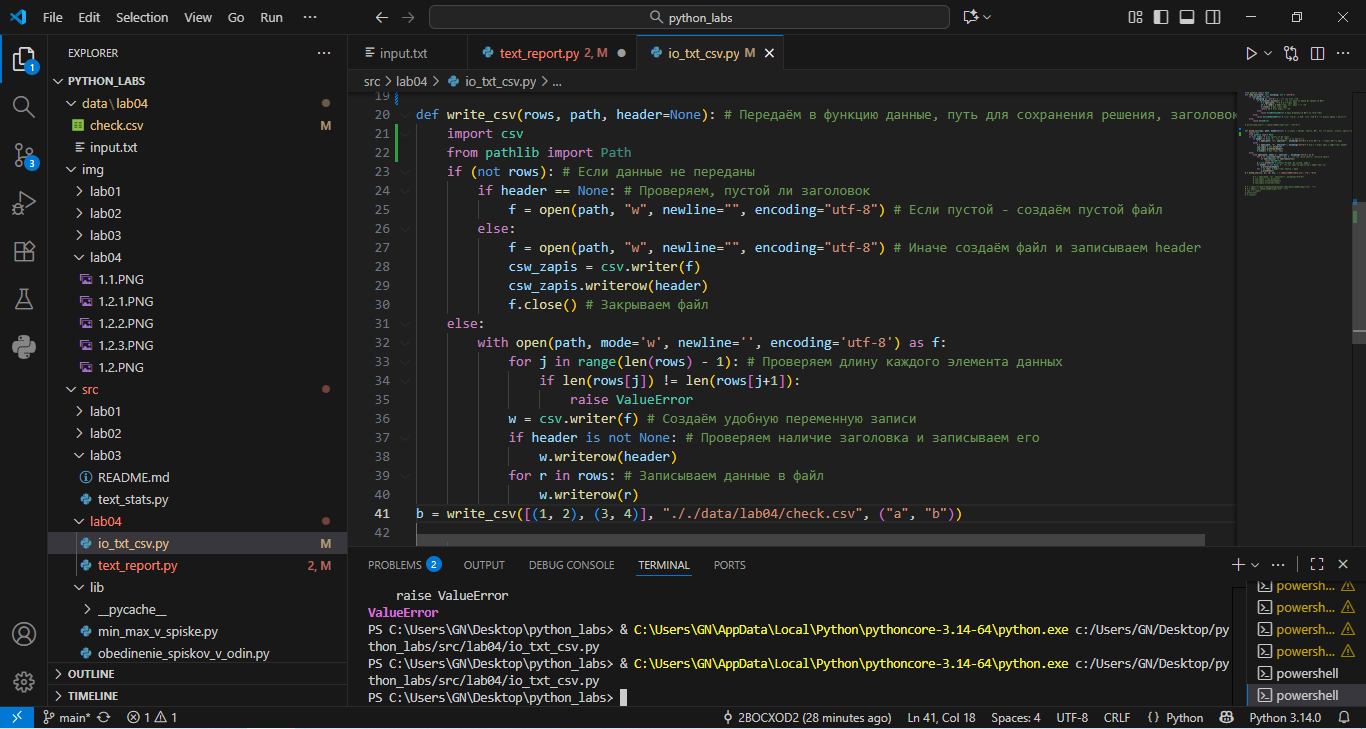 File Edit Selection View Go Run ···
python_labs
EXPLORER
PYTHON_LABS
data\lab04
check.csv M
input.txt
img
lab01
lab02
lab03
lab04
1.1.PNG
1.2.1.PNG
1.2.2.PNG
1.2.3.PNG
1.2.PNG
src
lab01
lab02
lab03
README.md
text_stats.py
lab04
io_txt_csv.py M
text_report.py 2, M
lib
__pycache__
min_max_v_spiske.py
obedinenie_spiskov_v_odin.py
OUTLINE
TIMELINE
1
3
input.txt
text_report.py 2, M
io_txt_csv.py M
src > lab04 > io_txt_csv.py > ...
19
20 def write_csv(rows, path, header=None): # Передаём в функцию данные, путь для сохранения решения, заголовок
21 import csv
22 from pathlib import Path
23 if (not rows): # Если данные не переданы
24 if header == None: # Проверяем, пустой ли заголовок
25 f = open(path, "w", newline="", encoding="utf-8") # Если пустой - создаём пустой файл
26 else:
27 f = open(path, "w", newline="", encoding="utf-8") # Иначе создаём файл и записываем header
28 csw_zapis = csv.writer(f)
29 csw_zapis.writerow(header)
30 f.close() # Закрываем файл
31 else:
32 with open(path, mode='w', newline='', encoding='utf-8') as f:
33 for j in range(len(rows) - 1): # Проверяем длину каждого элемента данных
34 if len(rows[j]) != len(rows[j+1]):
35 raise ValueError
36 w = csv.writer(f) # Создаём удобную переменную записи
37 if header is not None: # Проверяем наличие заголовка и записываем его
38 w.writerow(header)
39 for r in rows: # Записываем данные в файл
40 w.writerow(r)
41 b = write_csv([(1, 2), (3, 4)], "././data/lab04/check.csv", ("a", "b"))
42
PROBLEMS 2 OUTPUT DEBUG CONSOLE TERMINAL PORTS
raise ValueError
ValueError
PS C:\Users\GN\Desktop\python_labs> & C:\Users\GN\AppData\Local\Python\pythoncore-3.14-64\python.exe c:/Users/GN/Desktop/py
thon_labs/src/lab04/io_txt_csv.py
PS C:\Users\GN\Desktop\python_labs> & C:\Users\GN\AppData\Local\Python\pythoncore-3.14-64\python.exe c:/Users/GN/Desktop/py
thon_labs/src/lab04/io_txt_csv.py
PS C:\Users\GN\Desktop\python_labs>
powersh...
powersh...
powersh...
powersh...
powershell
powershell
main* 1 1 2BOCXOD2 (28 minutes ago) Ln 41, Col 18 Spaces: 4 UTF-8 CRLF {} Python Python 3.14.0